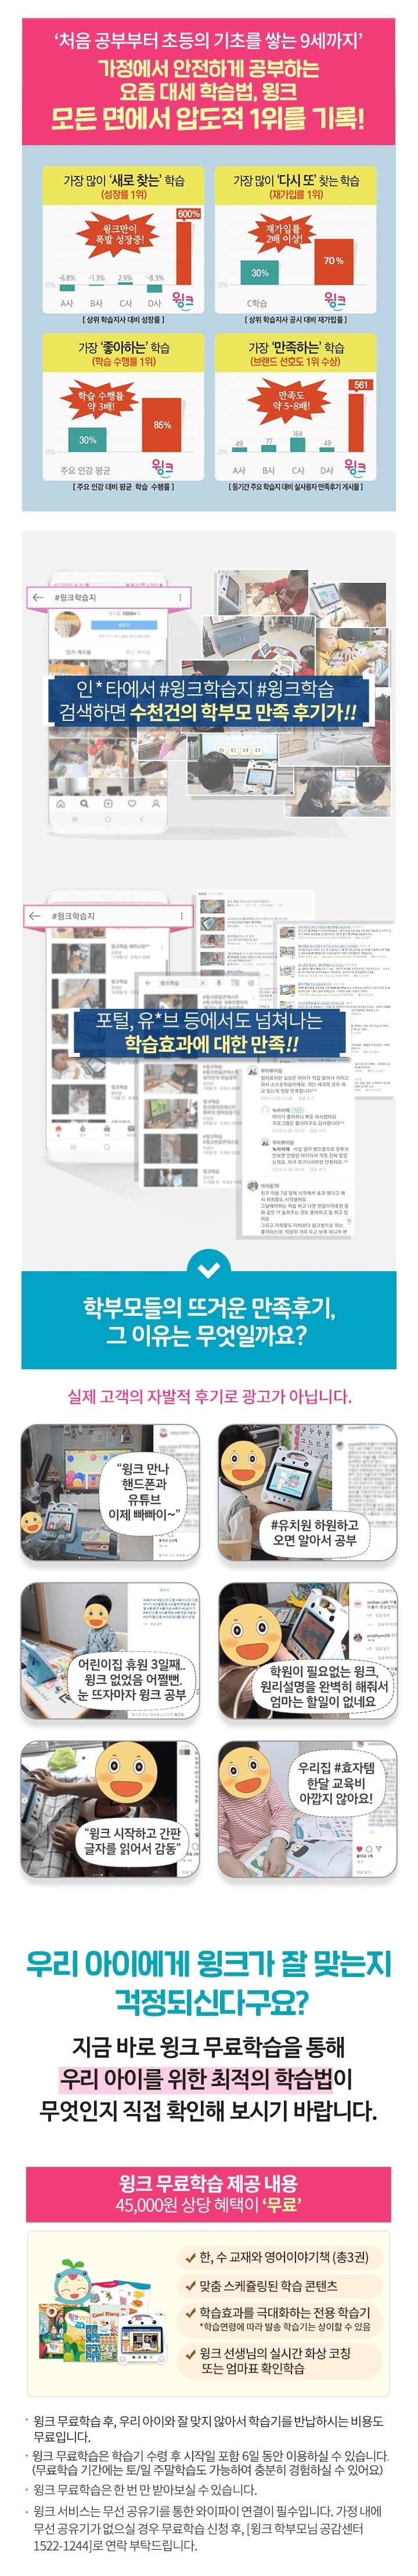 ‘처음 공부부터 초등의 기초를 쌓는 9세까지’
가정에서 안전하게 공부하는
요즘 대세 학습법, 윙크
모든 면에서 압도적 1위를 기록!
가장 많이 ‘새로 찾는’ 학습
(성장률 1위)
윙크만이
폭발 성장중!
600%
-6.8%
-1.3%
2.9%
-8.3%
0%
A사
B사
C사
D사
윙크
[ 상위 학습지사 대비 성장률 ]
가장 많이 ‘다시 또’ 찾는 학습
(재가입률 1위)
재가입률
2배 이상!
30%
70%
0%
C학습
윙크
[ 상위 학습지사 공시 대비 재가입률 ]
가장 ‘좋아하는’ 학습
(학습 수행률 1위)
학습 수행률
약 3배!
30%
85%
0%
주요 인강 평균
윙크
[ 주요 인강 대비 평균 학습 수행률 ]
가장 ‘만족하는’ 학습
(브랜드 선호도 1위 수상)
만족도
약 5~8배!
561
49
77
164
49
0%
A사
B사
C사
D사
윙크
[ 동기간 주요 학습지 대비 실사용자 만족후기 게시물 ]
#윙크학습지
인*타에서 #윙크학습지 #윙크학습
검색하면 수천건의 학부모 만족 후기가!!
#윙크학습지
포털, 유*브 등에서도 넘쳐나는
학습효과에 대한 만족!!
학부모들의 뜨거운 만족후기,
그 이유는 무엇일까요?
실제 고객의 자발적 후기로 광고가 아닙니다.
“윙크 만나
핸드폰과
유튜브
이제 빠빠이~”
#유치원 하원하고
오면 알아서 공부
어린이집 휴원 3일째..
윙크 없었음 어쩔뻔.
눈 뜨자마자 윙크 공부
학원이 필요없는 윙크,
원리설명을 완벽히 해줘서
엄마는 할일이 없네요
“윙크 시작하고 간판
글자를 읽어서 감동”
우리집 #효자템
한달 교육비
아깝지 않아요!
우리 아이에게 윙크가 잘 맞는지
걱정되신다구요?
지금 바로 윙크 무료학습을 통해
우리 아이를 위한 최적의 학습법이
무엇인지 직접 확인해 보시기 바랍니다.
윙크 무료학습 제공 내용
45,000원 상당 혜택이 ‘무료’
한, 수 교재와 영어이야기책 (총3권)
맞춤 스케쥴링된 학습 콘텐츠
학습효과를 극대화하는 전용 학습기
*학습연령에 따라 발송 학습기는 상이할 수 있음
윙크 선생님의 실시간 화상 코칭
또는 엄마표 확인학습
• 윙크 무료학습 후, 우리 아이와 잘 맞지 않아서 학습기를 반납하시는 비용도
무료입니다.
• 윙크 무료학습은 학습기 수령 후 시작일 포함 6일 동안 이용하실 수 있습니다.
(무료학습 기간에는 토/일 주말학습도 가능하여 충분히 경험하실 수 있어요)
• 윙크 무료학습은 한 번 만 받아보실 수 있습니다.
• 윙크 서비스는 무선 공유기를 통한 와이파이 연결이 필수입니다. 가정 내에
무선 공유기가 없으실 경우 무료학습 신청 후, [윙크 학부모님 공감센터
1522-1244]로 연락 부탁드립니다.